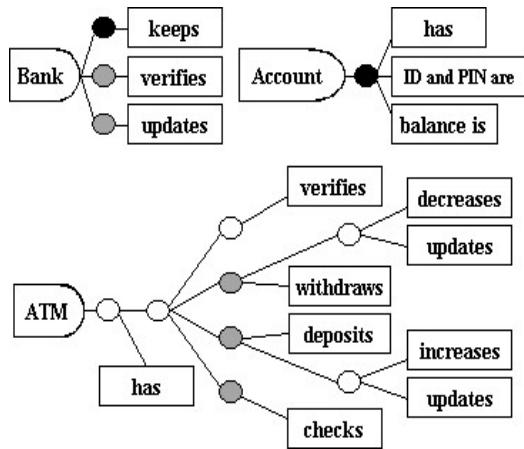 Bank
keeps
verifies
updates
Account
has
ID and PIN are
balance is
ATM
has
verifies
decreases
updates
withdraws
deposits
increases
updates
checks